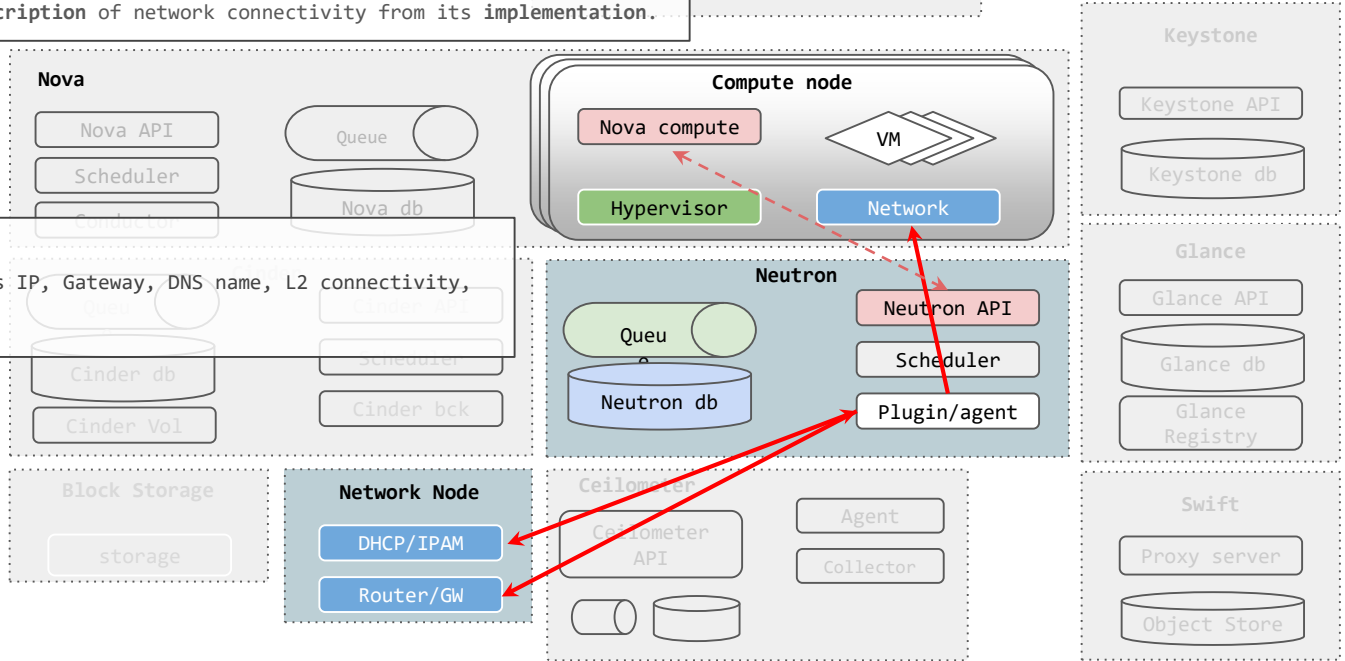 cription of network connectivity from its implementation.
Keystone
Keystone API
Keystone db
Nova
Nova API
Scheduler
Conductor
Queue
Nova db
Compute node
Nova compute
VM
Hypervisor
Network
s IP, Gateway, DNS name, L2 connectivity,
Queu
Cinder API
Scheduler
Cinder db
Cinder bck
Cinder Vol
Neutron
Queu
e
Neutron db
Neutron API
Scheduler
Plugin/agent
Glance
Glance API
Glance db
Glance
Registry
Block Storage
storage
Network Node
DHCP/IPAM
Router/GW
Ceilometer
Ceilometer
API
Agent
Collector
Swift
Proxy server
Object Store